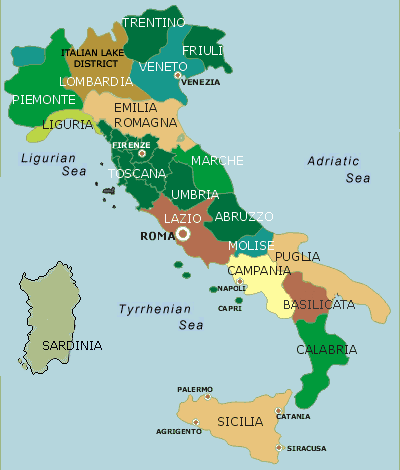 TRENTINO
FRIULI
ITALIAN LAKE
DISTRICT
VENETO
LOMBARDIA
VENEZIA
PIEMONTE
EMILIA
ROMAGNA
LIGURIA
FIRENZE
Ligurian
Sea
MARCHE
Adriatic
Sea
TOSCANA
UMBRIA
LAZIO
ABRUZZO
ROMA
MOLISE
PUGLIA
CAMPANIA
NAPOLI
BASILICATA
CAPRI
Tyrrhenian
Sea
SARDINIA
CALABRIA
PALERMO
CATANIA
SICILIA
AGRIGENTO
SIRACUSA